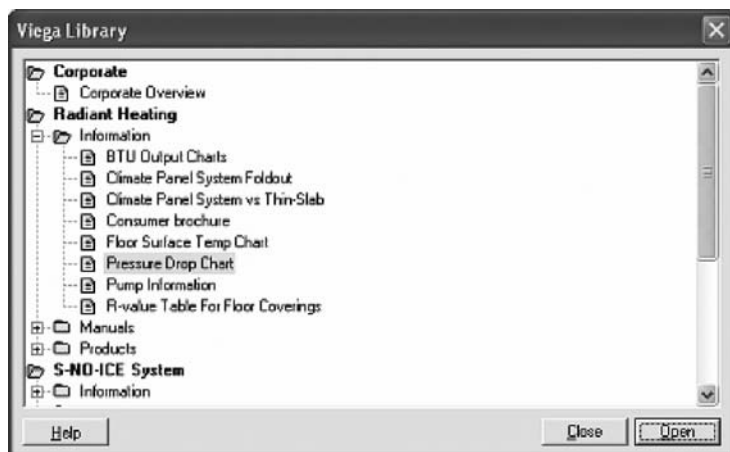 Viega Library
Corporate
Corporate Overview
Radiant Heating
Information
BTU Output Charts
Climate Panel System Foldout
Climate Panel System vs Thin-Slab
Consumer brochure
Floor Surface Temp Chart
Pressure Drop Chart
Pump Information
R-value Table For Floor Coverings
Manuals
Products
S-NO-ICE System
Information
Help
Close
Open